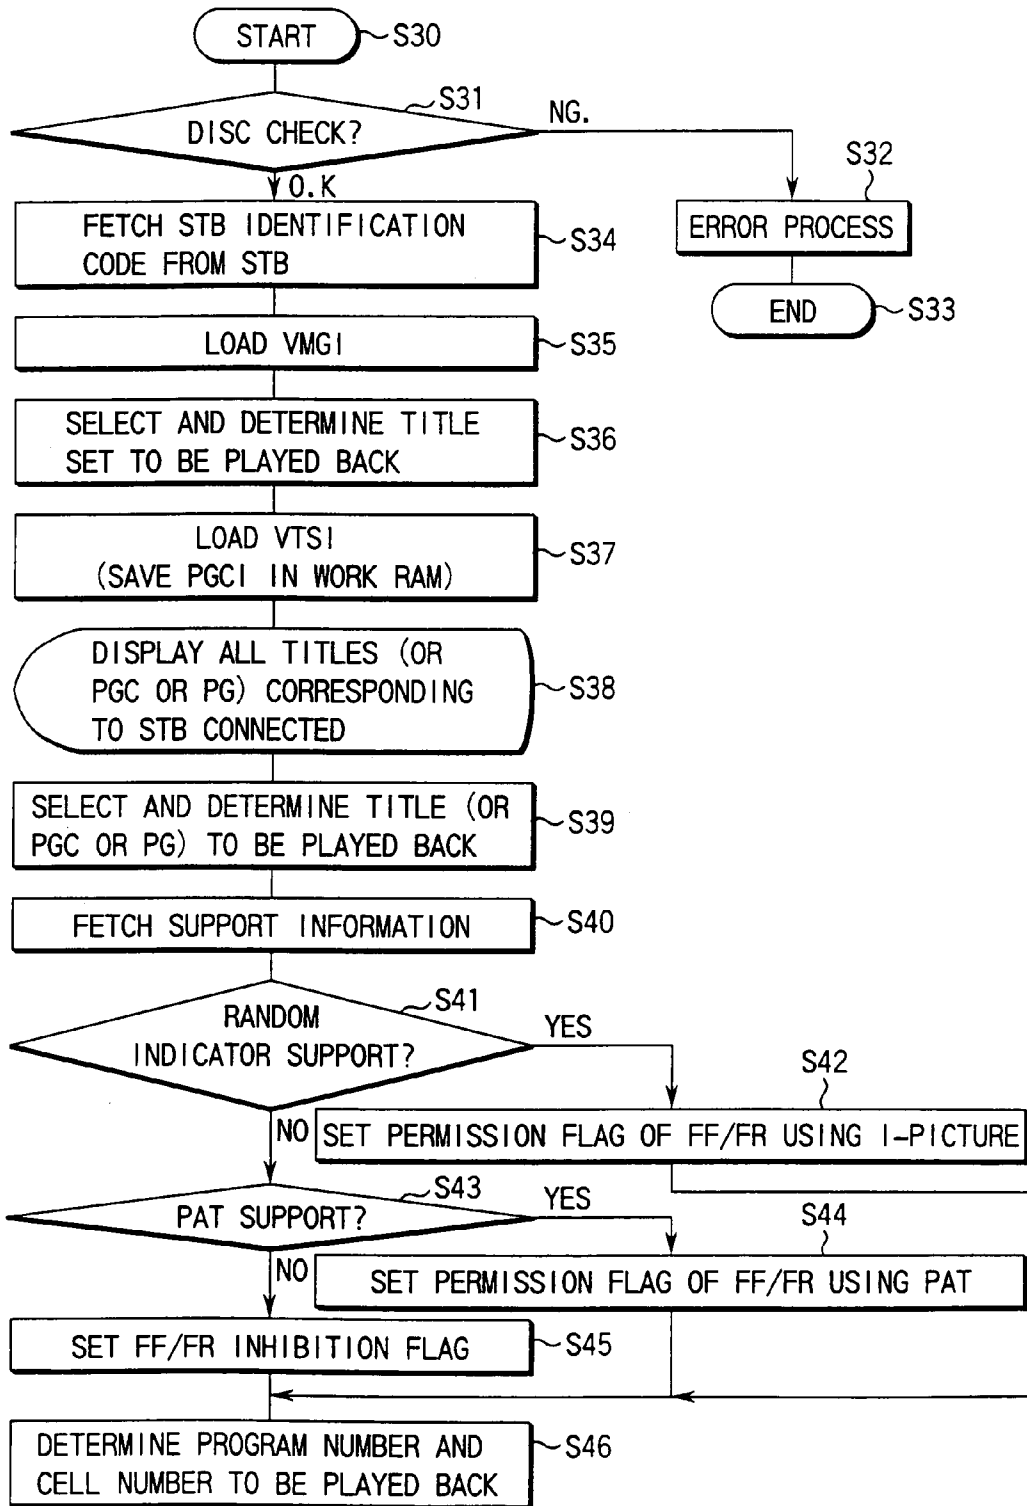 START
S30
S31
DISC CHECK?
NG.
O.K
S32
ERROR PROCESS
END
S33
FETCH STB IDENTIFICATION
CODE FROM STB
S34
LOAD VMGI
S35
SELECT AND DETERMINE TITLE
SET TO BE PLAYED BACK
S36
LOAD VTSI
(SAVE PGCI IN WORK RAM)
S37
DISPLAY ALL TITLES (OR
PGC OR PG) CORRESPONDING
TO STB CONNECTED
S38
SELECT AND DETERMINE TITLE (OR
PGC OR PG) TO BE PLAYED BACK
S39
FETCH SUPPORT INFORMATION
S40
S41
RANDOM
INDICATOR SUPPORT?
YES
NO
S42
SET PERMISSION FLAG OF FF/FR USING I-PICTURE
S43
PAT SUPPORT?
YES
NO
S44
SET PERMISSION FLAG OF FF/FR USING PAT
SET FF/FR INHIBITION FLAG
S45
DETERMINE PROGRAM NUMBER AND
CELL NUMBER TO BE PLAYED BACK
S46